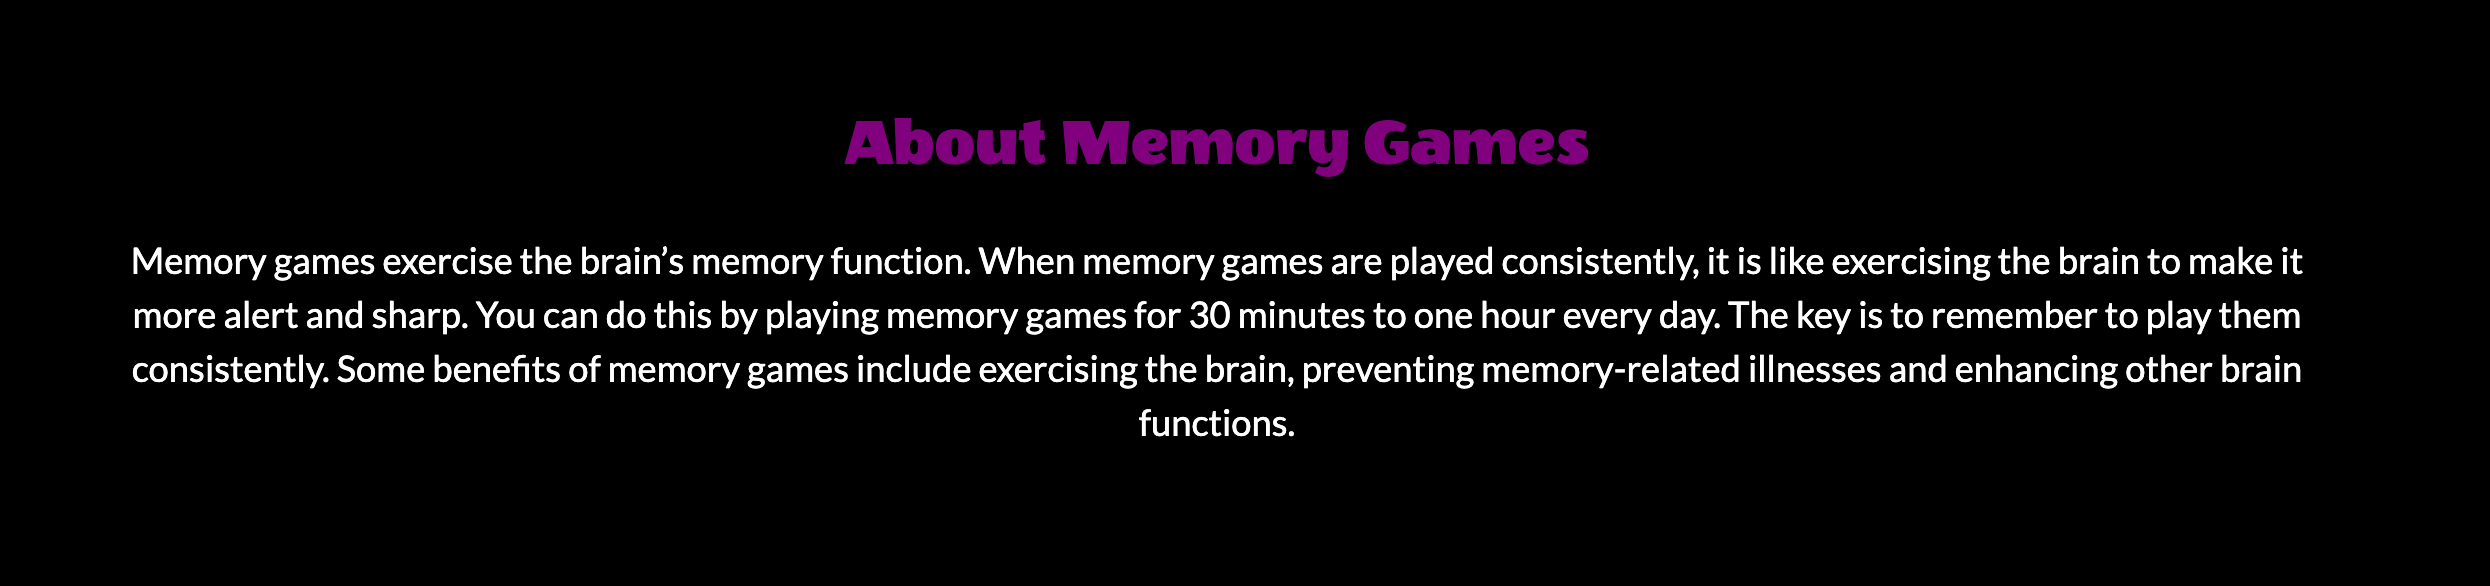 About Memory Games
Memory games exercise the brain’s memory function. When memory games are played consistently, it is like exercising the brain to make it
more alert and sharp. You can do this by playing memory games for 30 minutes to one hour every day. The key is to remember to play them
consistently. Some benefits of memory games include exercising the brain, preventing memory-related illnesses and enhancing other brain
functions.